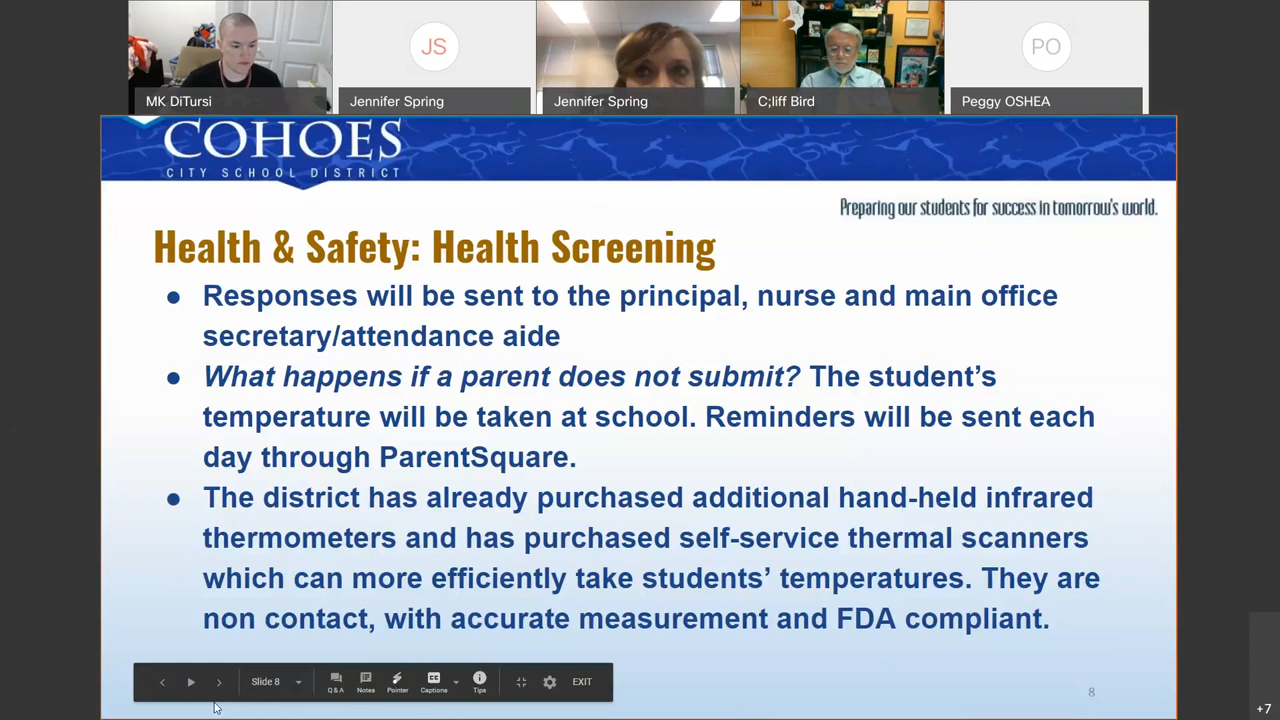 JS
PO
MK DiTursi
Jennifer Spring
Jennifer Spring
C;liff Bird
Peggy OSHEA
COHOES
CITY SCHOOL DISTRICT
Preparing our students for success in tomorrow's world.
Health & Safety: Health Screening
● Responses will be sent to the principal, nurse and main office
secretary/attendance aide
● What happens if a parent does not submit? The student’s
temperature will be taken at school. Reminders will be sent each
day through ParentSquare.
● The district has already purchased additional hand-held infrared
thermometers and has purchased self-service thermal scanners
which can more efficiently take students’ temperatures. They are
non contact, with accurate measurement and FDA compliant.
Slide 8
Q & A
Notes
Pointer
Captions
Tips
EXIT
8
+7